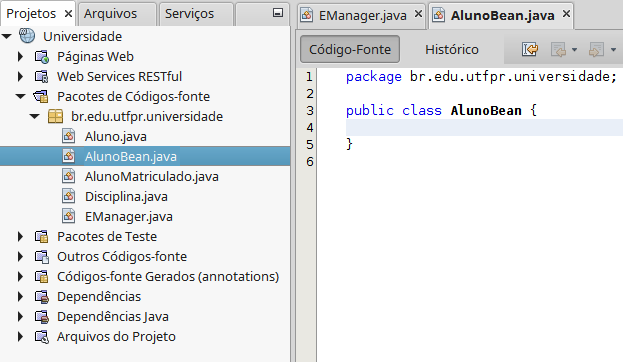 Projetos
Arquivos
Serviços
Universidade
Páginas Web
Web Services RESTful
Pacotes de Códigos-fonte
br.edu.utfpr.universidade
Aluno.java
AlunoBean.java
AlunoMatriculado.java
Disciplina.java
EManager.java
Pacotes de Teste
Outros Códigos-fonte
Códigos-fonte Gerados (annotations)
Dependências
Dependências Java
Arquivos do Projeto
EManager.java
AlunoBean.java
Código-Fonte
Histórico
1 package br.edu.utfpr.universidade;
2
3 public class AlunoBean {
4
5 }
6